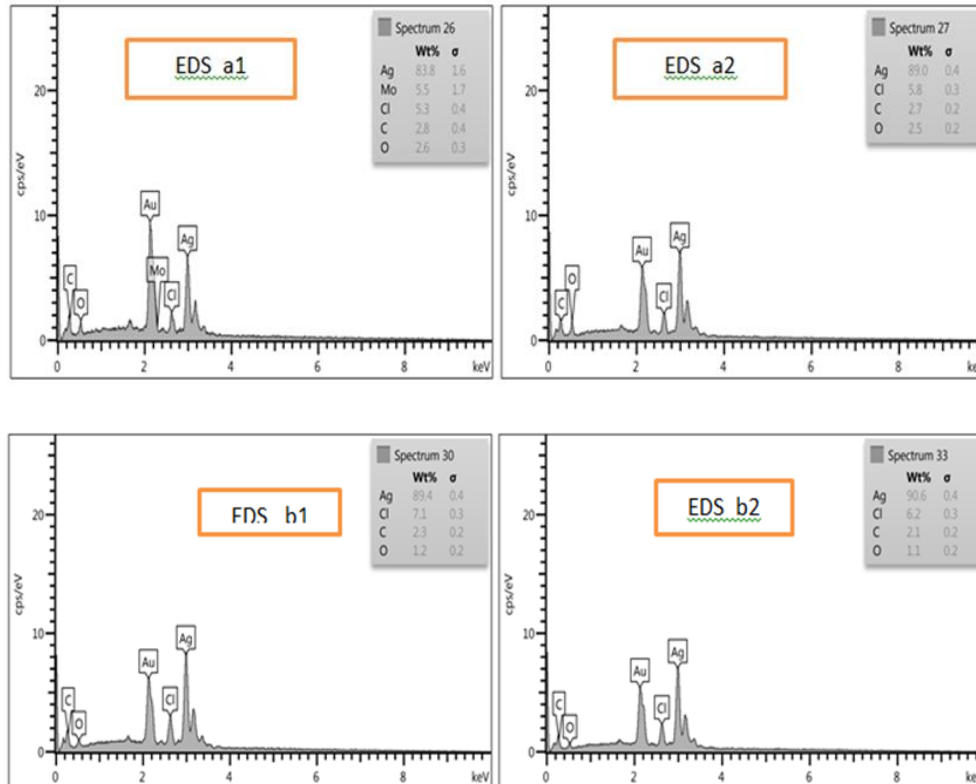 Spectrum 26
Wt% σ
Ag 83.8 1.6
Mo 5.5 1.7
Cl 5.3 0.4
C 2.8 0.4
O 2.6 0.3
EDS a1
20
10
0
cps/eV
Au
Mo
Ag
C
O
Cl
0 2 4 6 8 keV
Spectrum 27
Wt% σ
Ag 89.0 0.4
Cl 5.8 0.3
C 2.7 0.2
O 2.5 0.2
EDS a2
20
10
0
cps/eV
Au
Ag
O
C
Cl
0 2 4 6 8 keV
Spectrum 30
Wt% σ
Ag 89.4 0.4
Cl 7.1 0.3
C 2.3 0.2
O 1.2 0.2
EDS b1
20
10
0
cps/eV
Au
Ag
C
Cl
O
0 2 4 6 8 keV
Spectrum 33
Wt% σ
Ag 90.6 0.4
Cl 6.2 0.3
C 2.1 0.2
O 1.1 0.2
EDS b2
20
10
0
cps/eV
Au
Ag
C
Cl
O
0 2 4 6 8 keV